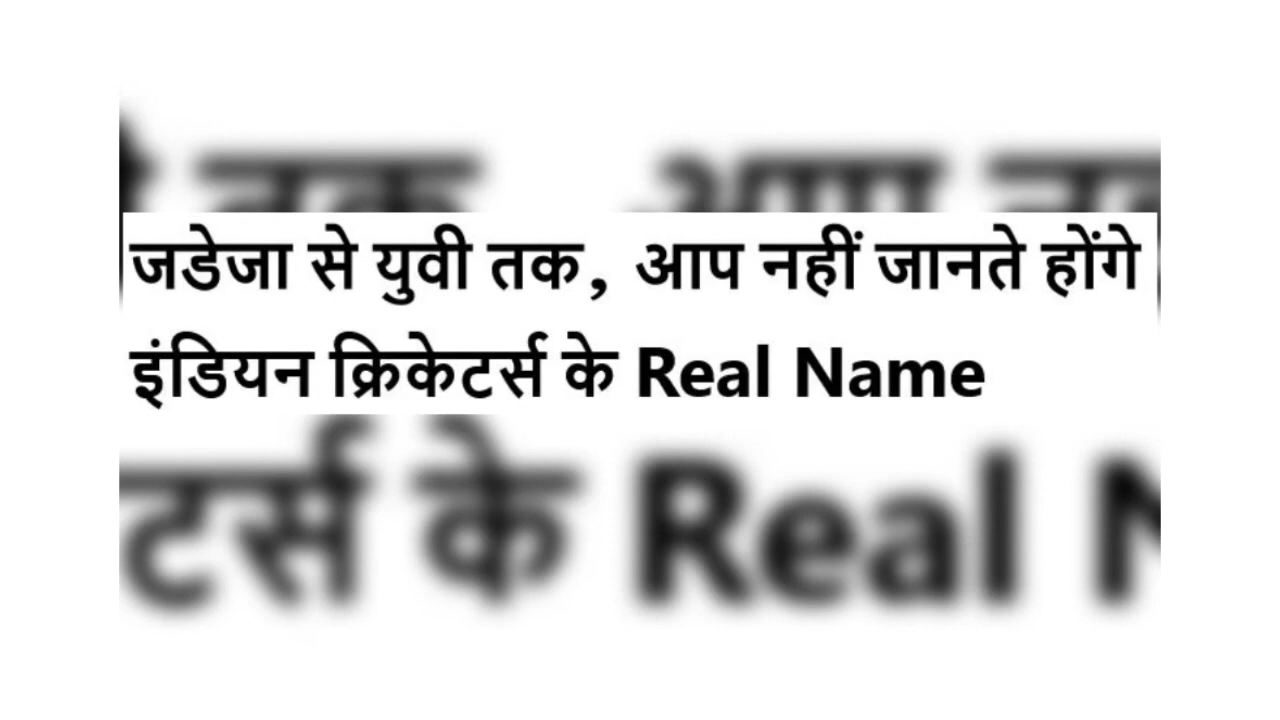 जडेजा से युवी तक, आप नहीं जानते होंगे
इंडियन क्रिकेटर्स के Real Name